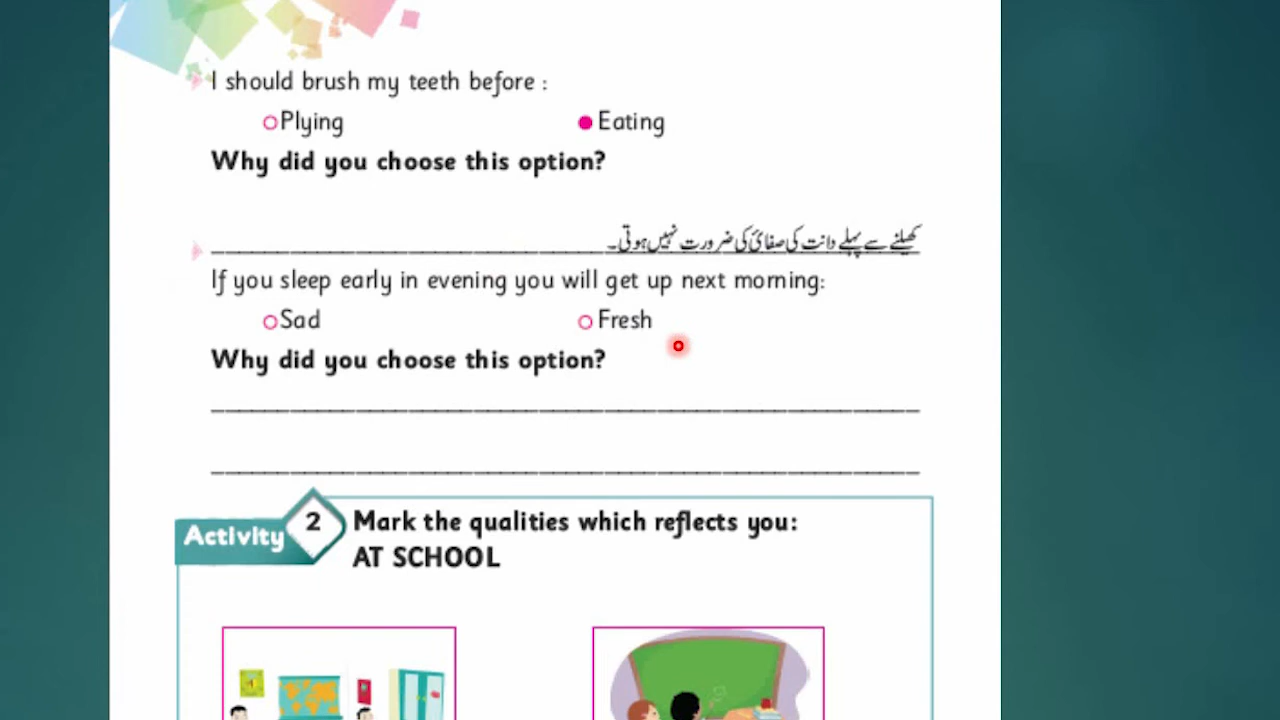 I should brush my teeth before :
Plying Eating
Why did you choose this option?
کھیلنے سے پہلے دانت کی صفائی کی ضرورت نہیں ہوتی۔
If you sleep early in evening you will get up next morning:
Sad Fresh
Why did you choose this option?
Activity 2 Mark the qualities which reflects you:
AT SCHOOL